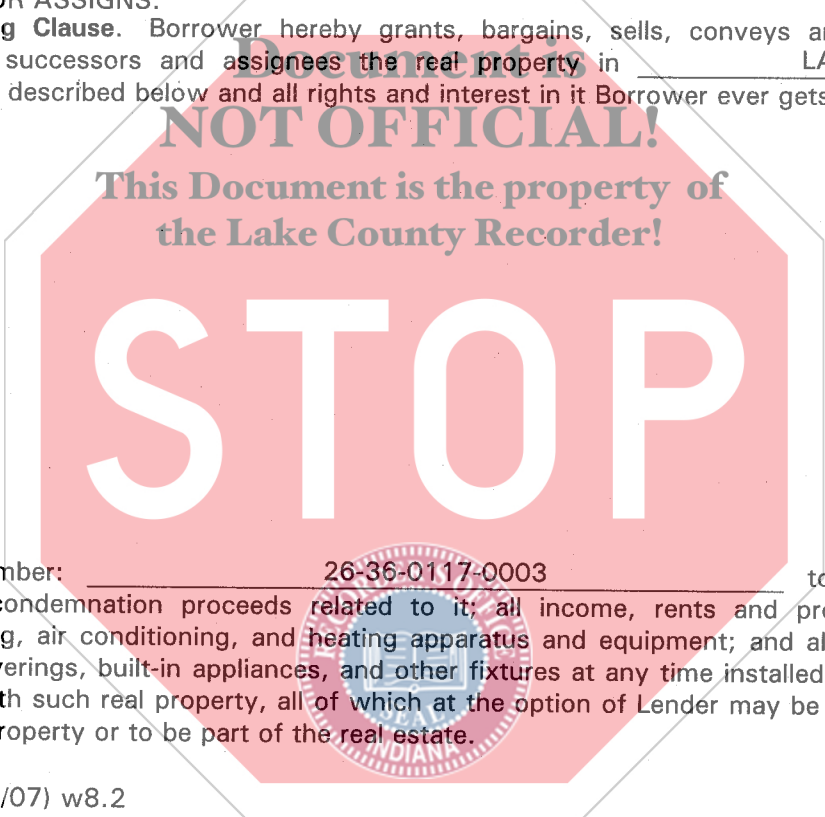 OR ASSIGNS.
g Clause. Borrower hereby grants, bargains, sells, conveys
successors and assignees the real property in LA
described below and all rights and interest in it Borrower ever gets
Document is
NOT OFFICIAL!
This Document is the property of
the Lake County Recorder!
STOP
mber: 26-36-0117-0003 to
condemnation proceeds related to it; all income, rents and
g, air conditioning, and heating apparatus and equipment; and
verings, built-in appliances, and other fixtures at any time installed
th such real property, all of which at the option of Lender may be
roperty or to be part of the real estate.
RECORDER'S OFFICE
SEAL
INDIANA
/07) w8.2